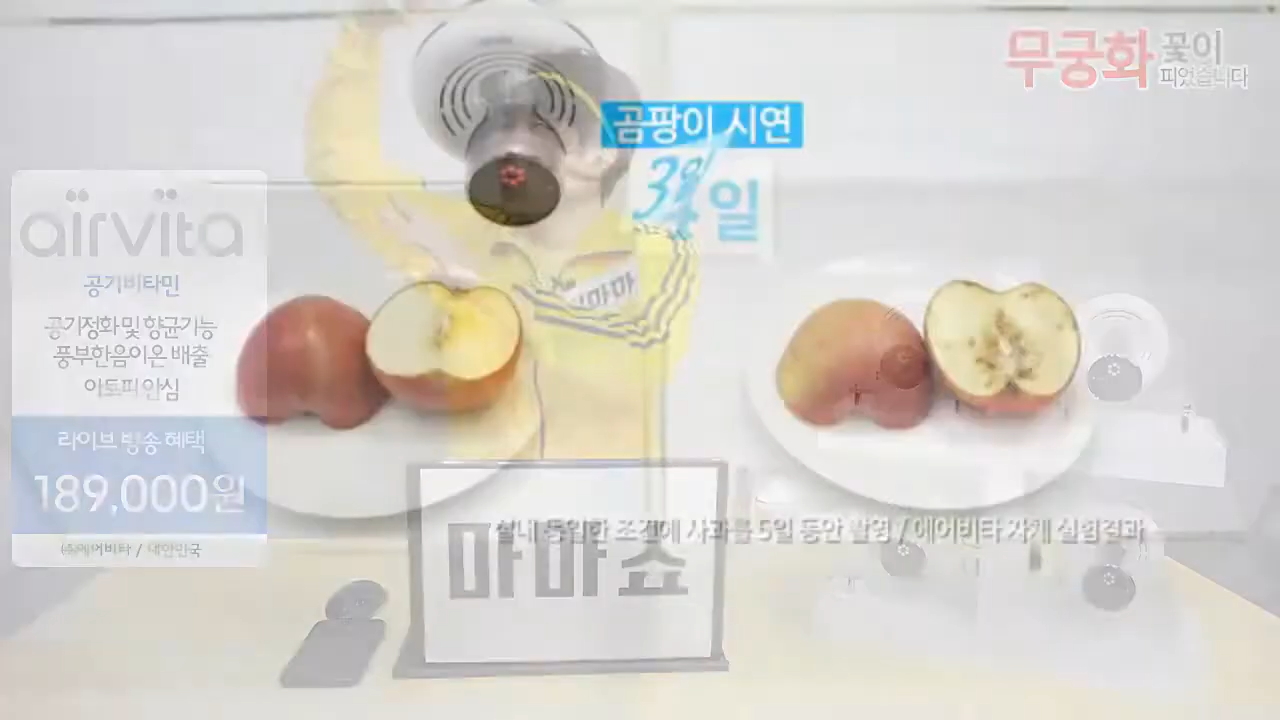 무궁화 꽃이
피었습니다
곰팡이 시연
일
airvita
공기비타민
공기정화 및 향균기능
풍부한음이온 배출
아토피 안심
라이브 방송 혜택
189,000원
(주)에어비타 / 대한민국
마마
실내 동일한 조건에 사과를 5일 동안 촬영 / 에어비타 자체 실험결과
마마쇼